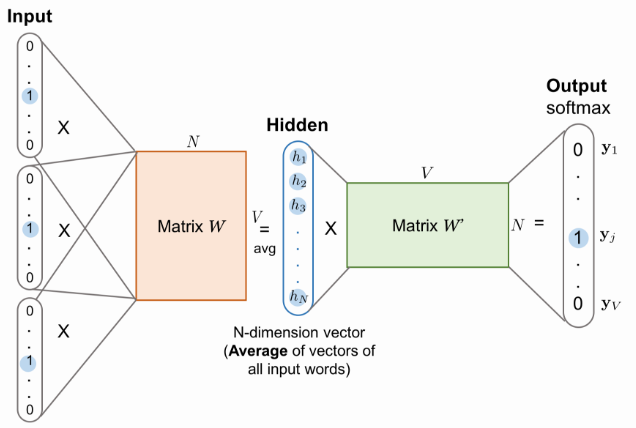 Input
0
.
.
1
.
.
0
X
0
.
.
1
.
.
0
X
0
.
.
1
.
.
0
X
N
Matrix W
V
=
avg
Hidden
h1
h2
h3
.
.
.
.
hN
N-dimension vector
(Average of vectors of
all input words)
X
V
Matrix W'
N =
Output
softmax
0 y1
.
.
1 yj
.
.
0 yV